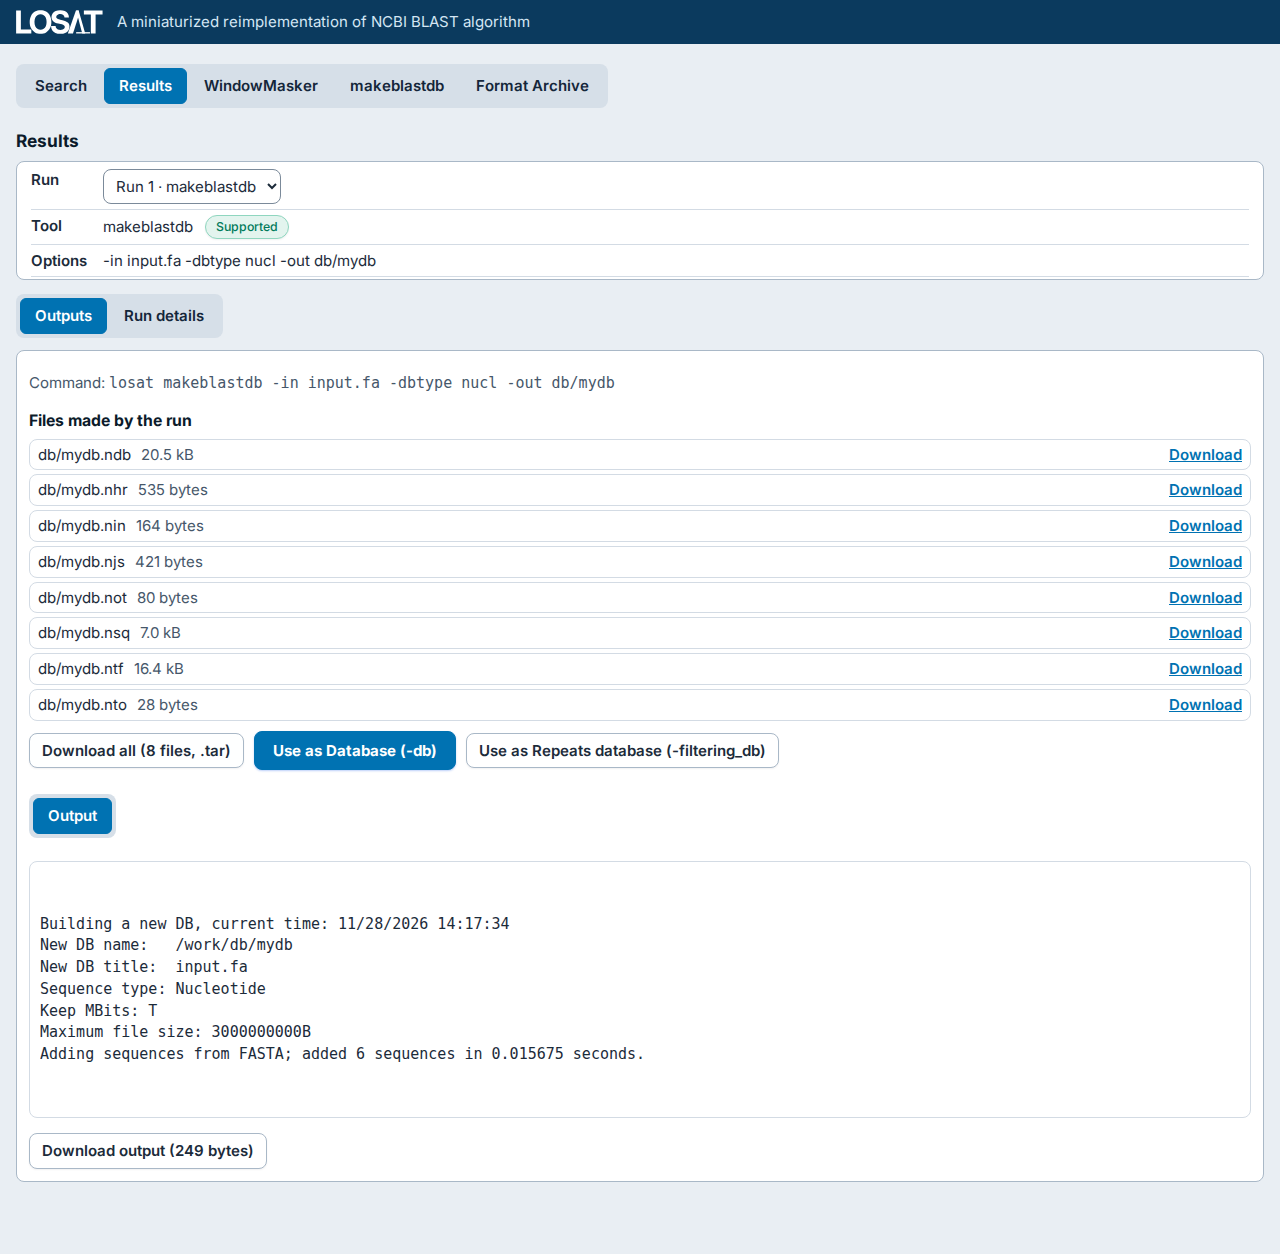 LOSAT A miniaturized reimplementation of NCBI BLAST algorithm
Search Results WindowMasker makeblastdb Format Archive
Results
Run Run 1 · makeblastdb
Tool makeblastdb Supported
Options -in input.fa -dbtype nucl -out db/mydb
Outputs Run details
Command: losat makeblastdb -in input.fa -dbtype nucl -out db/mydb
Files made by the run
db/mydb.ndb 20.5 kB Download
db/mydb.nhr 535 bytes Download
db/mydb.nin 164 bytes Download
db/mydb.njs 421 bytes Download
db/mydb.not 80 bytes Download
db/mydb.nsq 7.0 kB Download
db/mydb.ntf 16.4 kB Download
db/mydb.nto 28 bytes Download
Download all (8 files, .tar) Use as Database (-db) Use as Repeats database (-filtering_db)
Output
Building a new DB, current time: 11/28/2026 14:17:34
New DB name:   /work/db/mydb
New DB title:  input.fa
Sequence type: Nucleotide
Keep MBits: T
Maximum file size: 3000000000B
Adding sequences from FASTA; added 6 sequences in 0.015675 seconds.
Download output (249 bytes)